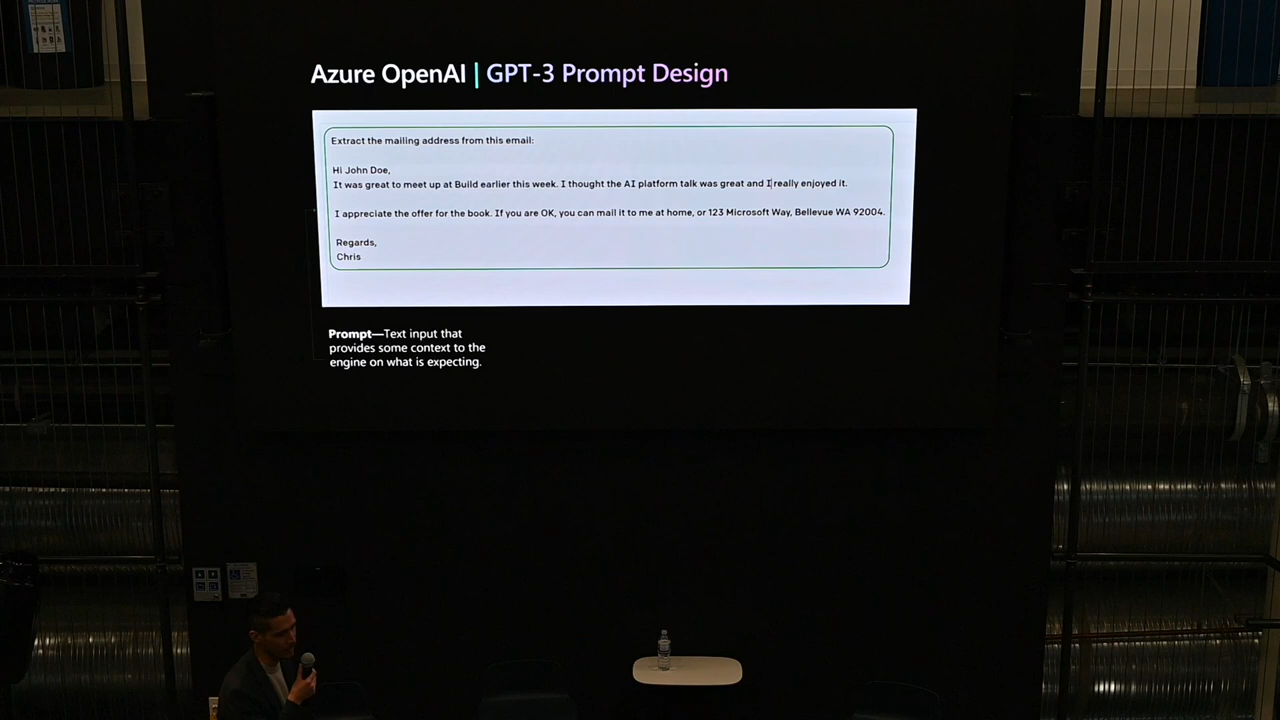 Azure OpenAI | GPT-3 Prompt Design
Extract the mailing address from this email:
Hi John Doe,
It was great to meet up at Build earlier this week. I thought the AI platform talk was great and I really enjoyed it.
I appreciate the offer for the book. If you are OK, you can mail it to me at home, or 123 Microsoft Way, Bellevue WA 92004.
Regards,
Chris
Prompt—Text input that
provides some context to the
engine on what is expecting.